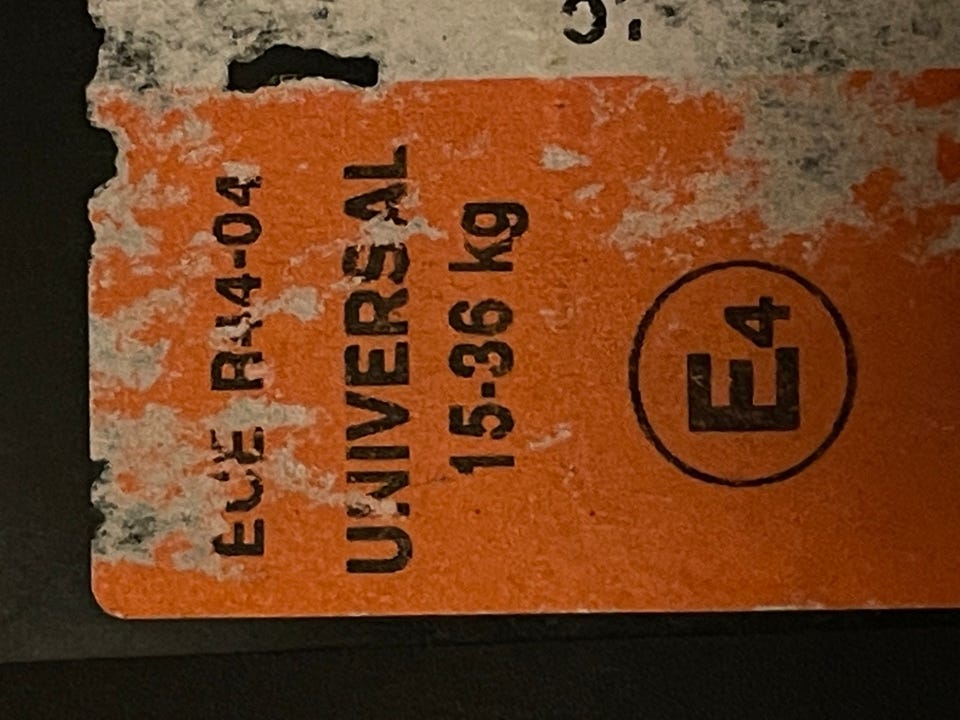 ECE R44-04
UNIVERSAL
15-36 kg
E4